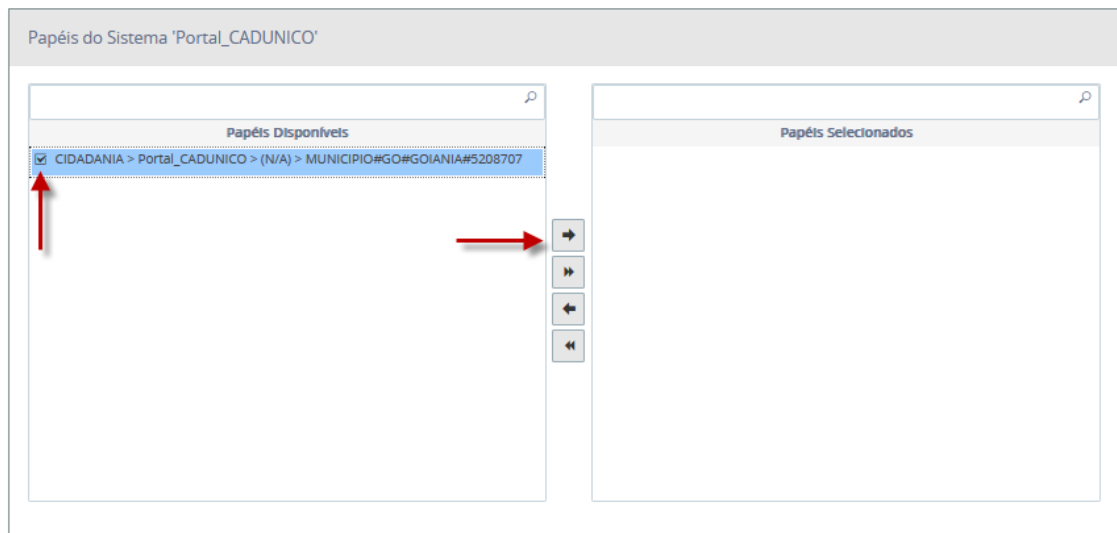 Papéis do Sistema 'Portal_CADUNICO'
Papéis Disponíveis
Papéis Selecionados
CIDADANIA > Portal_CADUNICO > (N/A) > MUNICIPIO#GO#GOIANIA#5208707